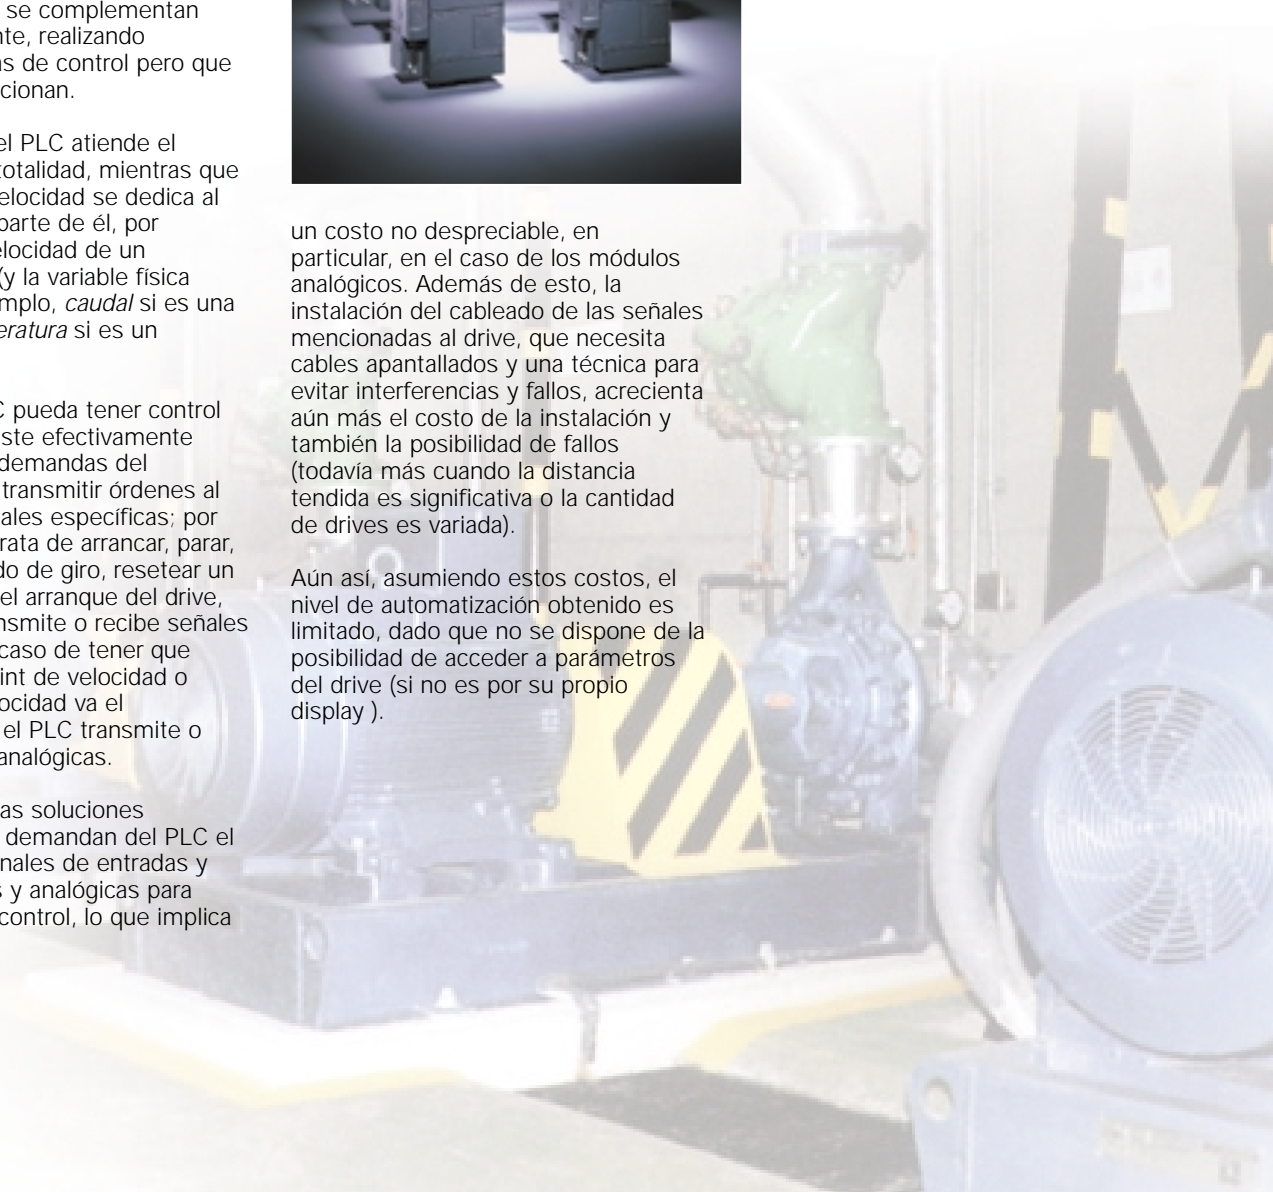 se complementan
nte, realizando
as de control pero que
cionan.
el PLC atiende el
totalidad, mientras que
elocidad se dedica al
parte de él, por
elocidad de un
(y la variable física
mplo, caudal si es una
eratura si es un
C pueda tener control
ste efectivamente
demandas del
transmitir órdenes al
ales específicas; por
rata de arrancar, parar,
do de giro, resetear un
el arranque del drive,
nsmite o recibe señales
caso de tener que
int de velocidad o
ocidad va el
el PLC transmite o
analógicas.
as soluciones
demandan del PLC el
nales de entradas y
s y analógicas para
control, lo que implica
un costo no despreciable, en
particular, en el caso de los módulos
analógicos. Además de esto, la
instalación del cableado de las señales
mencionadas al drive, que necesita
cables apantallados y una técnica para
evitar interferencias y fallos, acrecienta
aún más el costo de la instalación y
también la posibilidad de fallos
(todavía más cuando la distancia
tendida es significativa o la cantidad
de drives es variada).
Aún así, asumiendo estos costos, el
nivel de automatización obtenido es
limitado, dado que no se dispone de la
posibilidad de acceder a parámetros
del drive (si no es por su propio
display ).